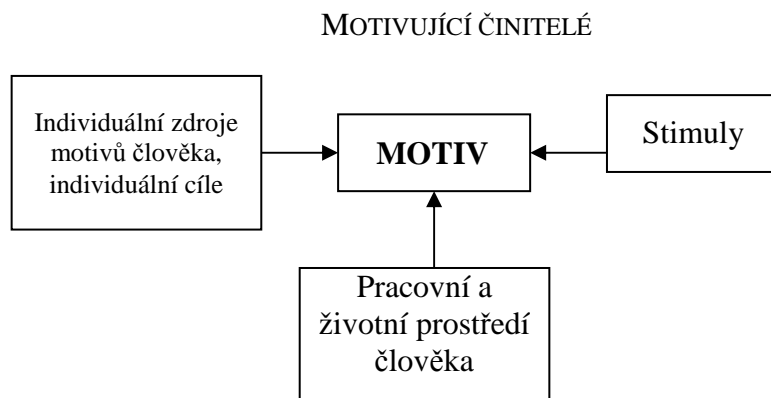 MOTIVUJÍCÍ ČINITELÉ
Individuální zdroje
motivů člověka,
individuální cíle
MOTIV
Stimuly
Pracovní a
životní prostředí
člověka